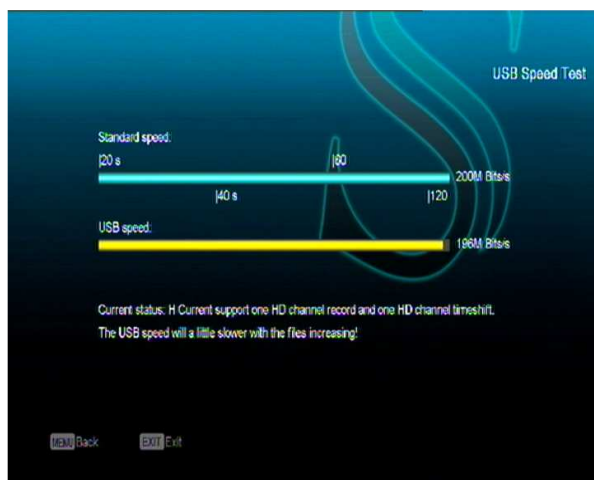 USB Speed Test
Standard speed:
|20 s |60
200M Bits/s
|40 s |120
USB speed:
196M Bits/s
Current status: H Current support one HD channel record and one HD channel timeshift.
The USB speed will a little slower with the files increasing!
MENU Back EXIT Exit